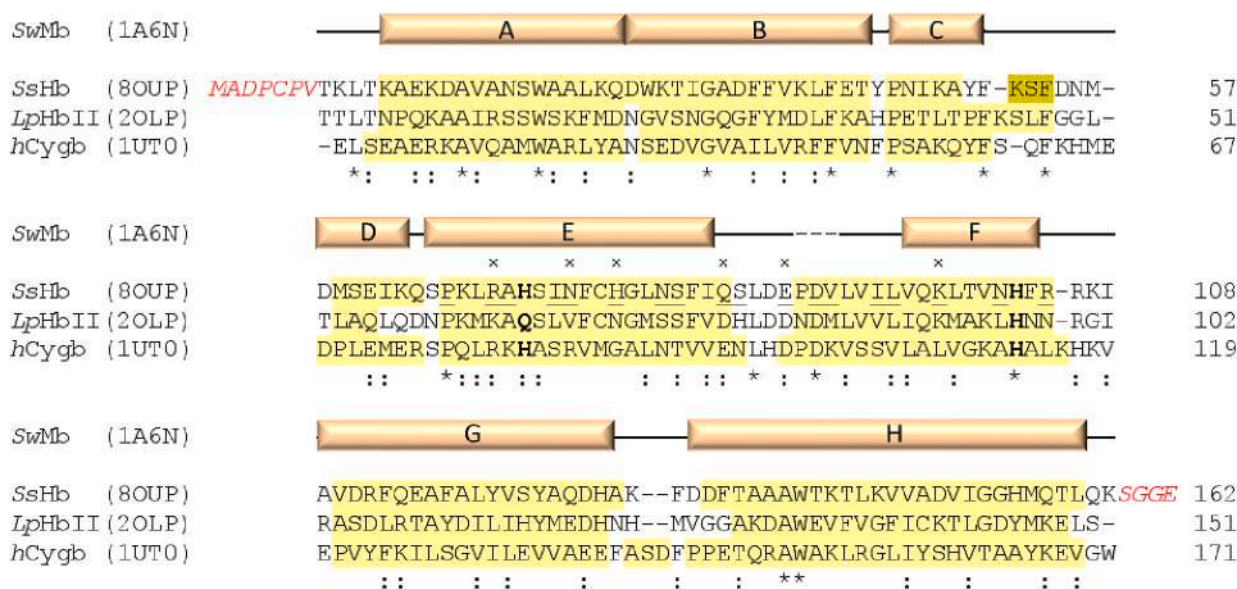 SwMb (1A6N) A B C
SsHb (8OUP) MADPCPVTKLTKAEKDAVANSWAALKQDWKTIGADFFVKLFETYPNIKAYF-KSFDNM- 57
LpHbII(2OLP) TTLTNPQKAAIRSSWSKFMDNGVSNGQGFYMDLFKAHPETLTPFKSLFGGL- 51
hCygb (1UT0) -ELSEAERKAVQAMWARLYANSEDVGVAILVRFFVNFPSAKQYFS-QFKHME 67
*: :: *: *: : : * : : : * * * *
SwMb (1A6N) D E --- F
× × × × × ×
SsHb (8OUP) DMSEIKQSPKLRAHSINFCHGLNSFIQSLDEPDVLVILVQKLTVNHFR-RKI 108
LpHbII(2OLP) TLAQLQDNPKMKAQSLVFCNGMSSFVDHLDDNDMLVVLIQKMAKLHNN-RGI 102
hCygb (1UT0) DPLEMERSPQLRKHASRVMGALNTVVENLHDPDKVSSVLALVGKAHALKHKV 119
:: *::: :: : :: :: * : * : :: : * : :
SwMb (1A6N) G H
SsHb (8OUP) AVDRFQEAFALYVSYAQDHAK--FDDFTAAAWTKTLKVVADVIGGHMQTLQKSGGE 162
LpHbII(2OLP) RASDLRTAYDILIHYMEDHNH--MVGGAKDAWEVFVGFICKTLGDYMKELS- 151
hCygb (1UT0) EPVYFKILSGVILEVVAEEFASDFPPETQRAWAKLRGLIYSHVTAAYKEVGW 171
:: : : : :: : : ** : : : :